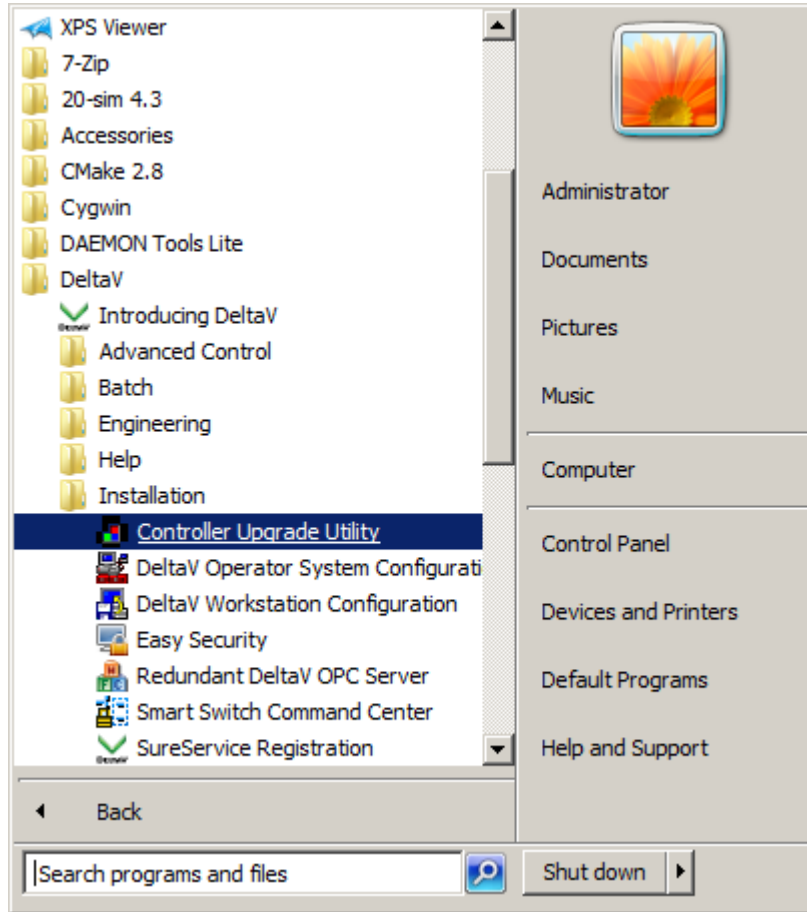 XPS Viewer
7-Zip
20-sim 4.3
Accessories
CMake 2.8
Cygwin
DAEMON Tools Lite
DeltaV
Introducing DeltaV
Advanced Control
Batch
Engineering
Help
Installation
Controller Upgrade Utility
DeltaV Operator System Configurati
DeltaV Workstation Configuration
Easy Security
Redundant DeltaV OPC Server
Smart Switch Command Center
SureService Registration
Back
Search programs and files
Administrator
Documents
Pictures
Music
Computer
Control Panel
Devices and Printers
Default Programs
Help and Support
Shut down